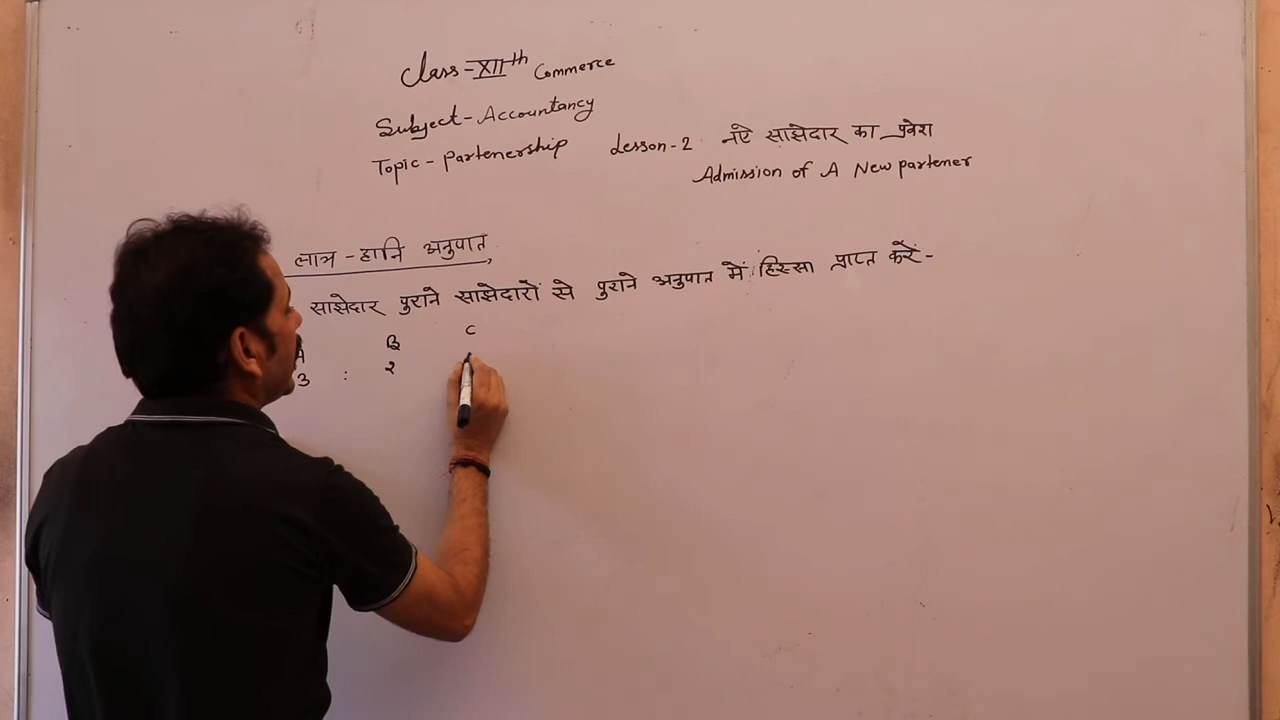 Class-XIIth Commerce
Subject-Accountancy
Topic-Partenership Lesson-2 नऐ साझेदार का प्रवेश
Admission of A New partener
लाभ-हानि अनुपात,
साझेदार पुराने साझेदारों से पुराने अनुपात में हिस्सा प्राप्त करें-
A B C
3 : 2